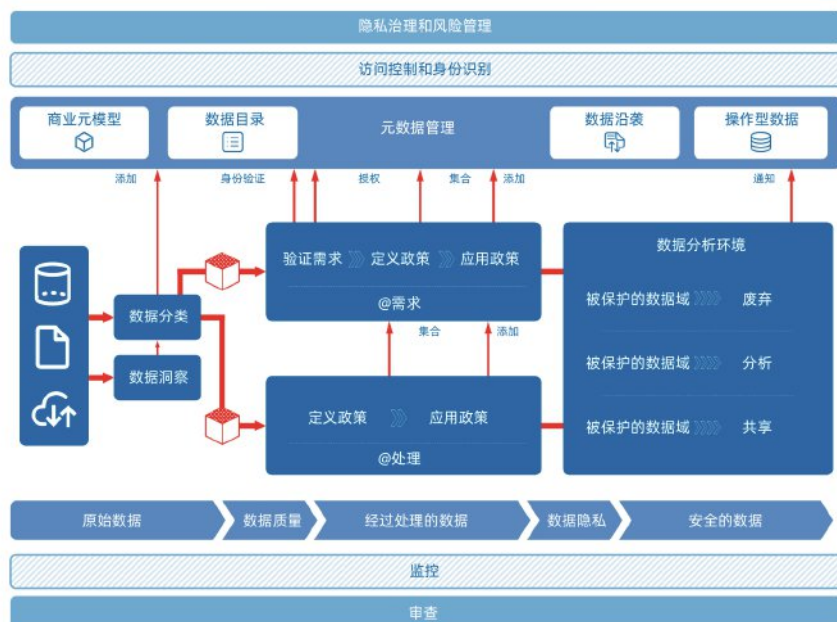 隐私治理和风险管理
访问控制和身份识别
商业元模型
数据目录
元数据管理
数据沿袭
操作型数据
添加
身份验证
授权
集合
添加
通知
验证需求
定义政策
应用政策
@需求
数据分析环境
被保护的数据域
废弃
数据分类
集合
添加
被保护的数据域
分析
数据洞察
定义政策
应用政策
@处理
被保护的数据域
共享
原始数据
数据质量
经过处理的数据
数据隐私
安全的数据
监控
审查